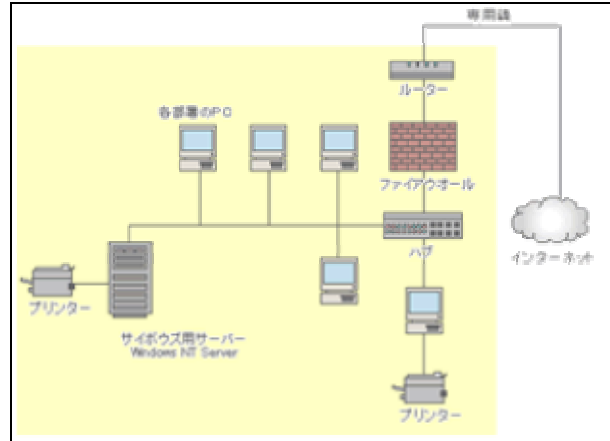 専用線
ルーター
各部署のPC
ファイアウオール
ハブ
インターネット
プリンター
サイボウズ用サーバー
Windows NT Server
プリンター